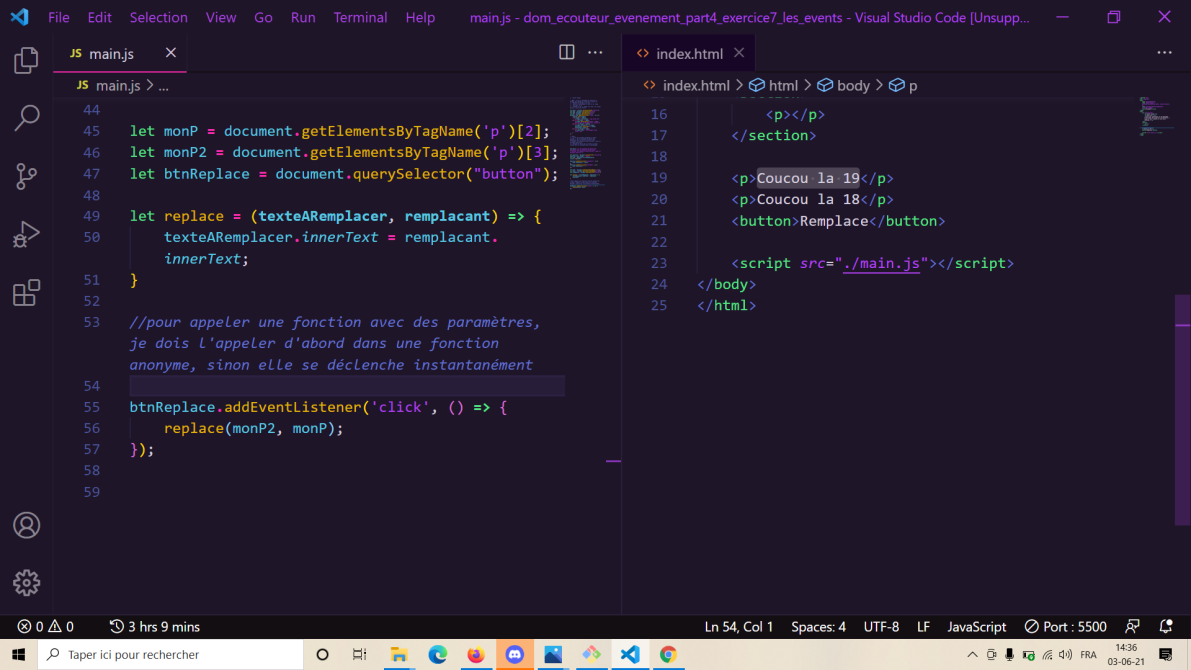 File Edit Selection View Go Run Terminal Help main.js - dom_ecouteur_evenement_part4_exercice7_les_events - Visual Studio Code [Unsupp...
JS main.js
JS main.js > ...
44
45 let monP = document.getElementsByTagName('p')[2];
46 let monP2 = document.getElementsByTagName('p')[3];
47 let btnReplace = document.querySelector("button");
48
49 let replace = (texteARemplacer, remplacant) => {
50 texteARemplacer.innerText = remplacant.
innerText;
51 }
52
53 //pour appeler une fonction avec des paramètres,
je dois l'appeler d'abord dans une fonction
anonyme, sinon elle se déclenche instantanément
54
55 btnReplace.addEventListener('click', () => {
56 replace(monP2, monP);
57 });
58
59
index.html
index.html > html > body > p
16 <p></p>
17 </section>
18
19 <p>Coucou la 19</p>
20 <p>Coucou la 18</p>
21 <button>Remplace</button>
22
23 <script src="./main.js"></script>
24 </body>
25 </html>
0 0 3 hrs 9 mins Ln 54, Col 1 Spaces: 4 UTF-8 LF JavaScript Port : 5500
Taper ici pour rechercher FRA 14:36
03-06-21